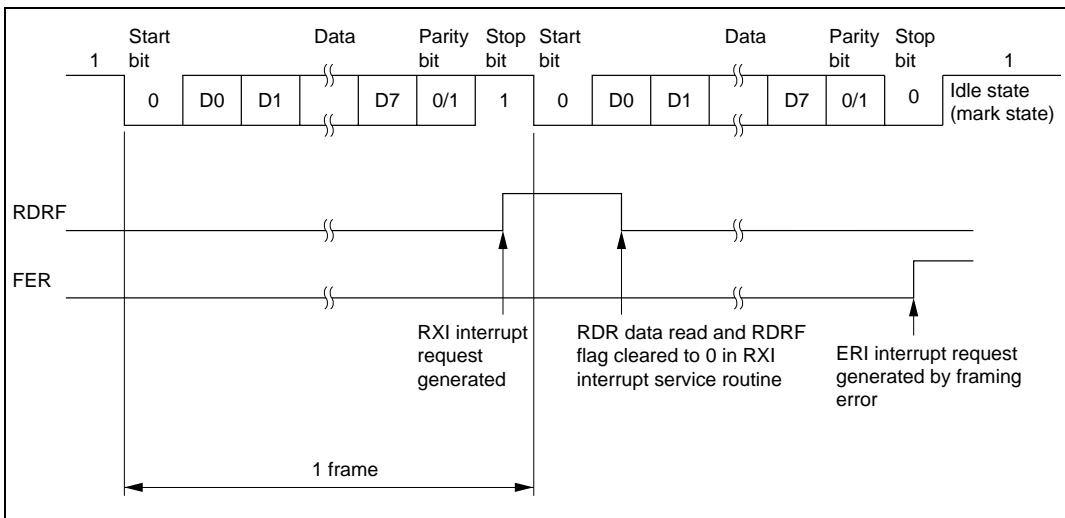 Start bit
Data
Parity bit
Stop bit
Start bit
Data
Parity bit
Stop bit
1
1
0
D0
D1
D7
0/1
1
0
D0
D1
D7
0/1
0
Idle state
(mark state)
RDRF
FER
RXI interrupt
request
generated
RDR data read and RDRF
flag cleared to 0 in RXI
interrupt service routine
ERI interrupt request
generated by framing
error
1 frame